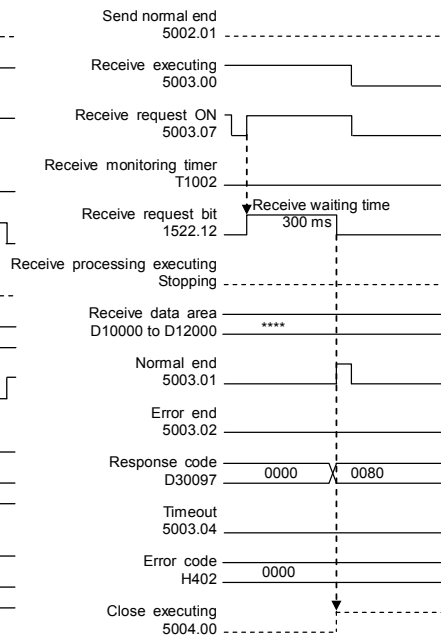 Send normal end
5002.01
Receive executing
5003.00
Receive request ON
5003.07
Receive monitoring timer
T1002
Receive waiting time
300 ms
Receive request bit
1522.12
Receive processing executing
Stopping
Receive data area
D10000 to D12000
****
Normal end
5003.01
Error end
5003.02
Response code
D30097
0000
0080
Timeout
5003.04
Error code
H402
0000
Close executing
5004.00